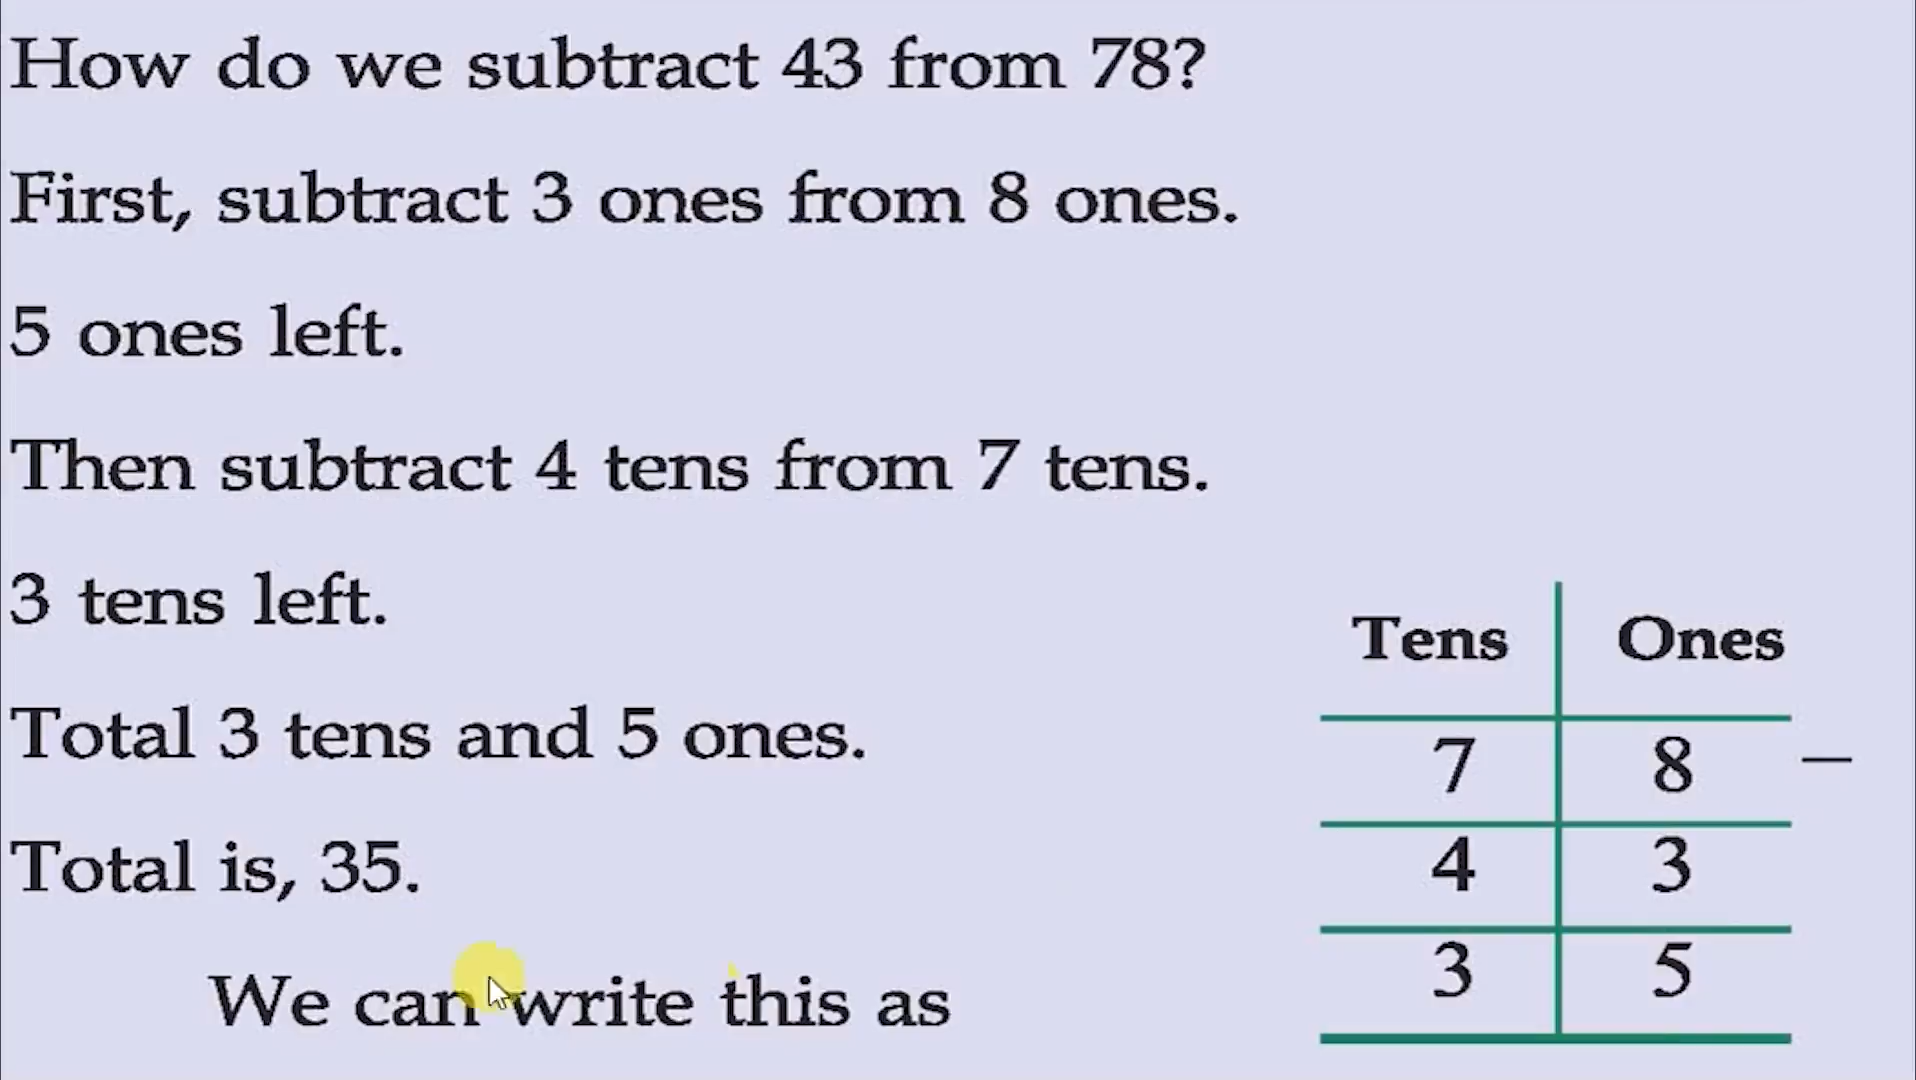 How do we subtract 43 from 78?
First, subtract 3 ones from 8 ones.
5 ones left.
Then subtract 4 tens from 7 tens.
3 tens left.
Total 3 tens and 5 ones.
Total is, 35.
We can write this as
Tens Ones
7 8 –
4 3
3 5